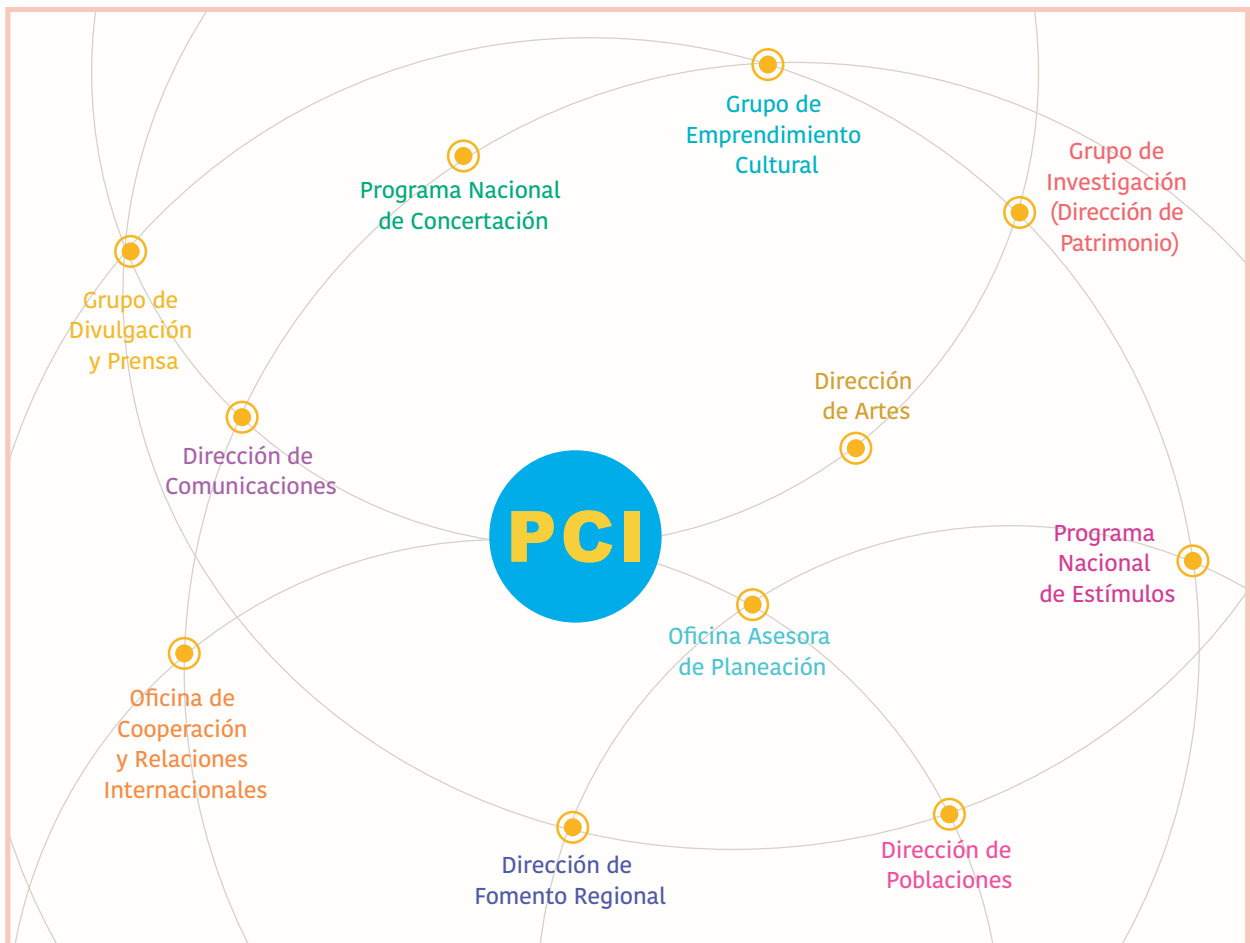 Grupo de
Emprendimiento
Cultural
Grupo de
Investigación
(Dirección de
Patrimonio)
Programa Nacional
de Concertación
Grupo de
Divulgación
y Prensa
Dirección
de Artes
Dirección de
Comunicaciones
PCI
Programa
Nacional
de Estímulos
Oficina Asesora
de Planeación
Oficina de
Cooperación
y Relaciones
Internacionales
Dirección de
Fomento Regional
Dirección de
Poblaciones